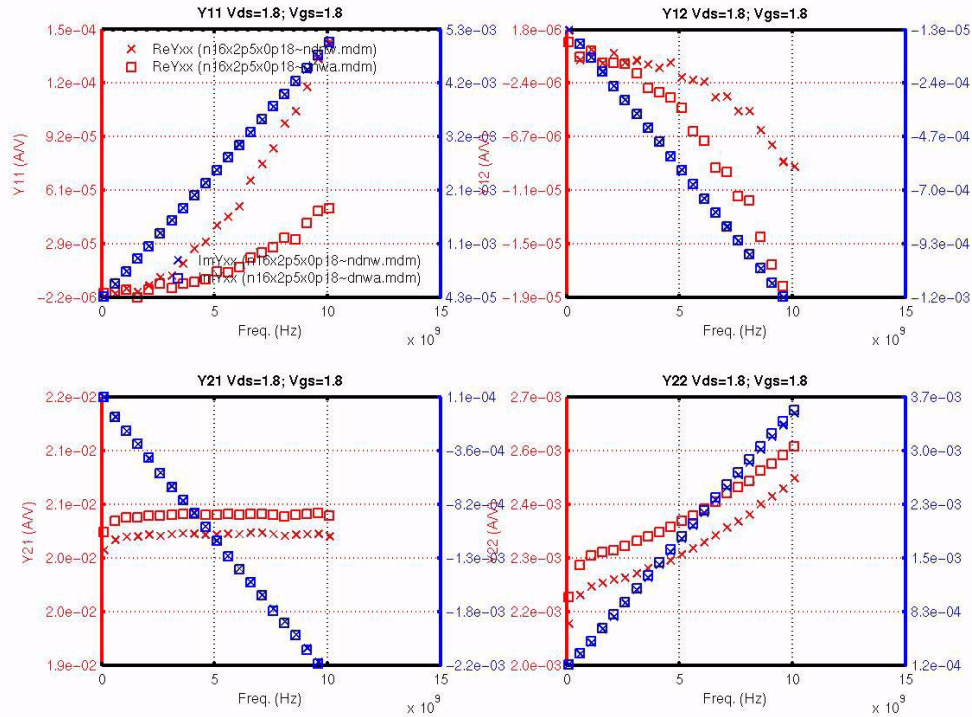 Y11 Vds=1.8; Vgs=1.8
1.5e-04
1.2e-04
9.2e-05
6.1e-05
2.9e-05
-2.2e-06
Y11 (A/V)
ReYxx (n16x2p5x0p18~ndnw.mdm)
ReYxx (n16x2p5x0p18~dnwa.mdm)
ImYxx (n16x2p5x0p18~ndnw.mdm)
ImYxx (n16x2p5x0p18~dnwa.mdm)
5.3e-03
4.2e-03
3.2e-03
2.1e-03
1.1e-03
4.3e-05
0 5 10 15
Freq. (Hz)
x 10^9
Y12 Vds=1.8; Vgs=1.8
1.8e-06
-2.4e-06
-6.7e-06
-1.1e-05
-1.5e-05
-1.9e-05
Y12 (A/V)
-1.3e-05
-2.4e-04
-4.7e-04
-7.0e-04
-9.3e-04
-1.2e-03
0 5 10 15
Freq. (Hz)
x 10^9
Y21 Vds=1.8; Vgs=1.8
2.2e-02
2.1e-02
2.1e-02
2.0e-02
2.0e-02
1.9e-02
Y21 (A/V)
1.1e-04
-3.6e-04
-8.2e-04
-1.3e-03
-1.8e-03
-2.2e-03
0 5 10 15
Freq. (Hz)
x 10^9
Y22 Vds=1.8; Vgs=1.8
2.7e-03
2.6e-03
2.4e-03
2.3e-03
2.2e-03
2.0e-03
Y22 (A/V)
3.7e-03
3.0e-03
2.3e-03
1.5e-03
8.3e-04
1.2e-04
0 5 10 15
Freq. (Hz)
x 10^9